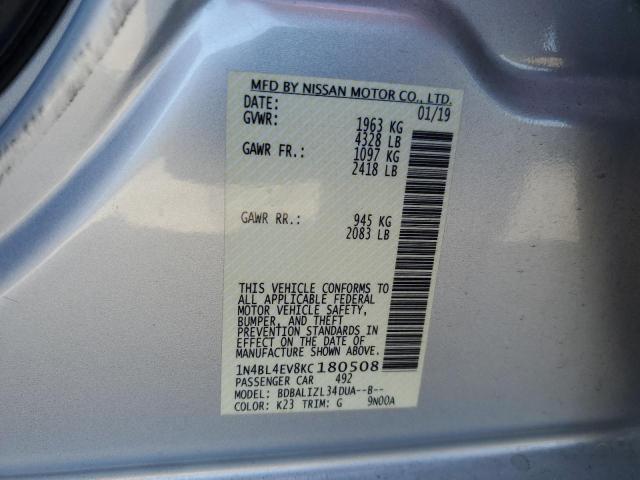 MFD BY NISSAN MOTOR CO., LTD.
DATE: 01/19
GVWR: 1963 KG
4328 LB
GAWR FR.: 1097 KG
2418 LB
GAWR RR.: 945 KG
2083 LB
THIS VEHICLE CONFORMS TO
ALL APPLICABLE FEDERAL
MOTOR VEHICLE SAFETY,
BUMPER, AND THEFT
PREVENTION STANDARDS IN
EFFECT ON THE DATE OF
MANUFACTURE SHOWN ABOVE.
1N4BL4EV8KC180508
PASSENGER CAR 492
MODEL: BDBALIZL34DUA--B--
COLOR: K23 TRIM: G 9N00A